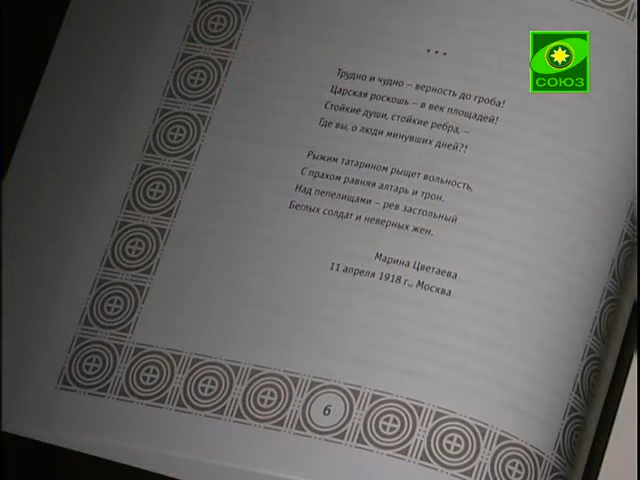 * * *
Трудно и чудно – верность до гроба!
Царская роскошь – в век площадей!
Стойкие души, стойкие ребра, –
Где вы, о люди минувших дней?!
Рыжим татарином рыщет вольность,
С прахом равняя алтарь и трон.
Над пепелищами – рев застольный
Беглых солдат и неверных жен.
Марина Цветаева
11 апреля 1918 г., Москва
6
СОЮЗ